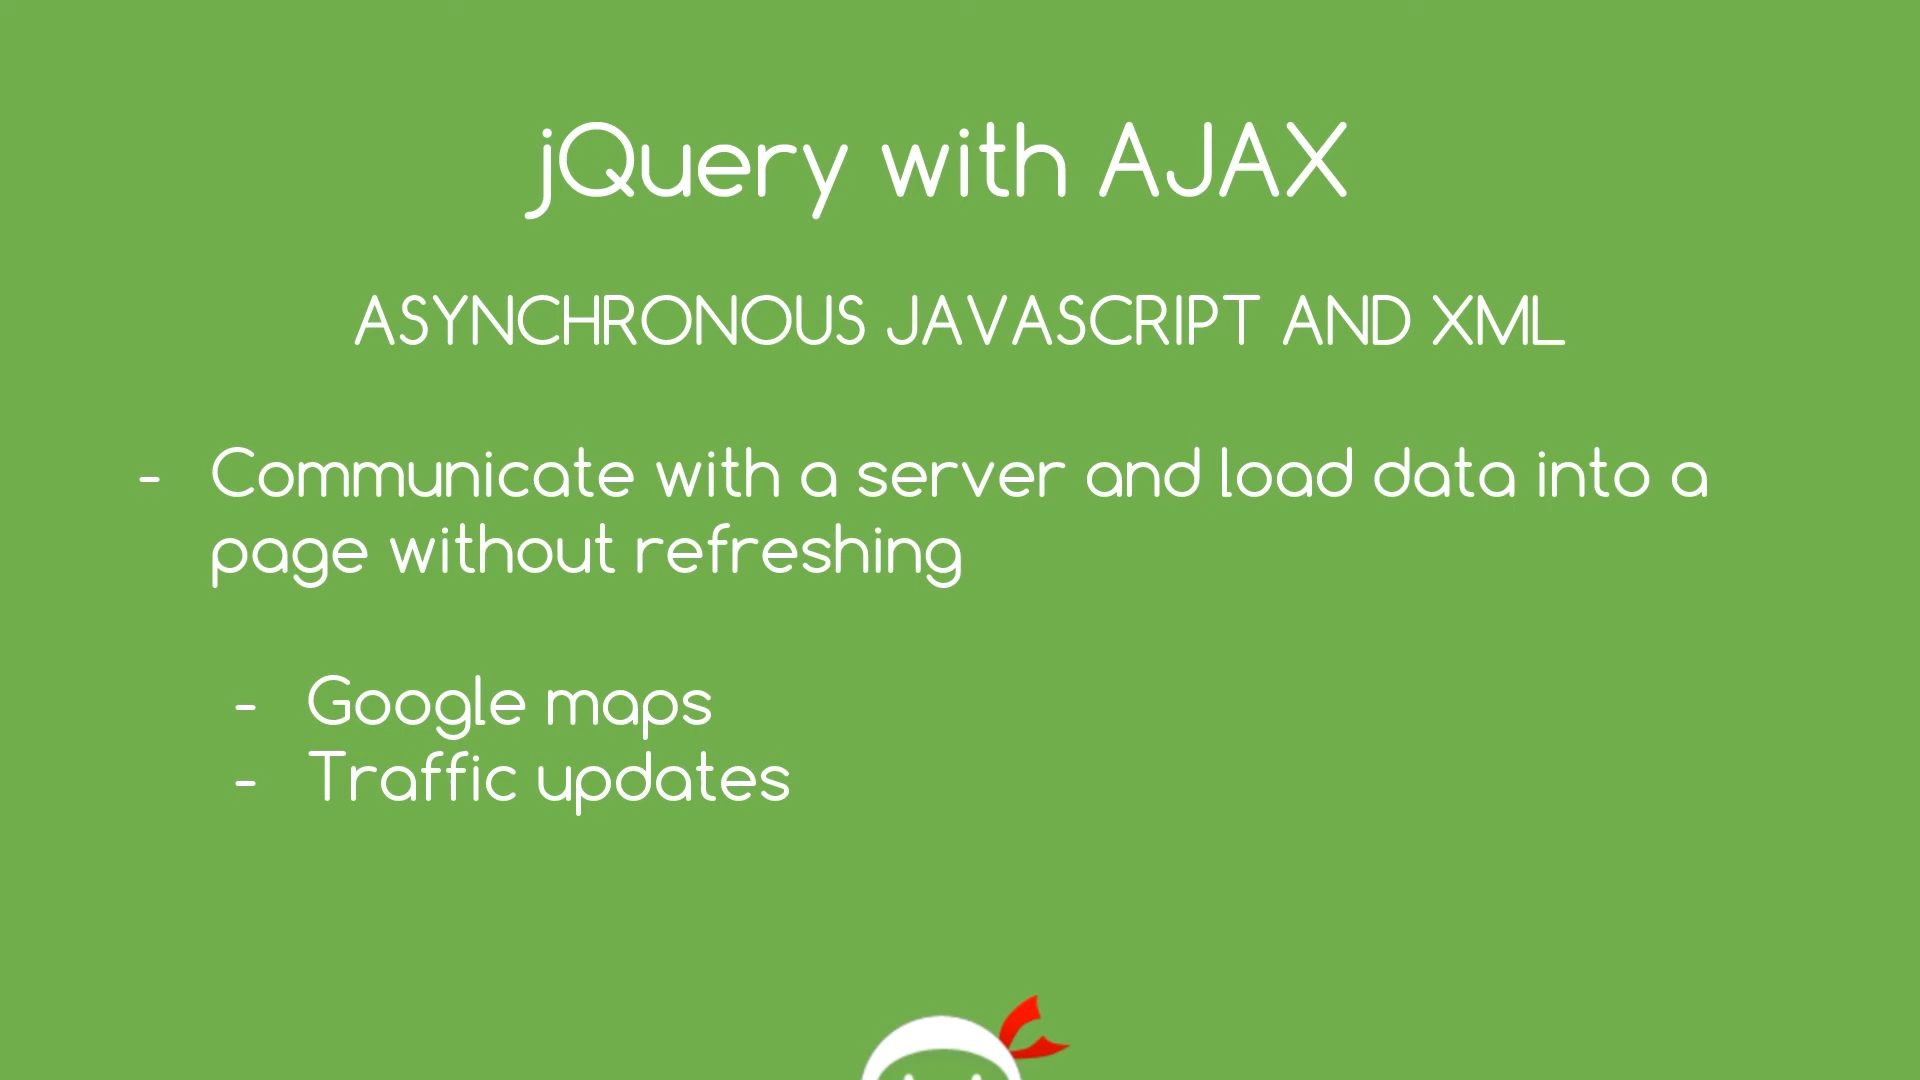 jQuery with AJAX
ASYNCHRONOUS JAVASCRIPT AND XML
- Communicate with a server and load data into a
page without refreshing
- Google maps
- Traffic updates